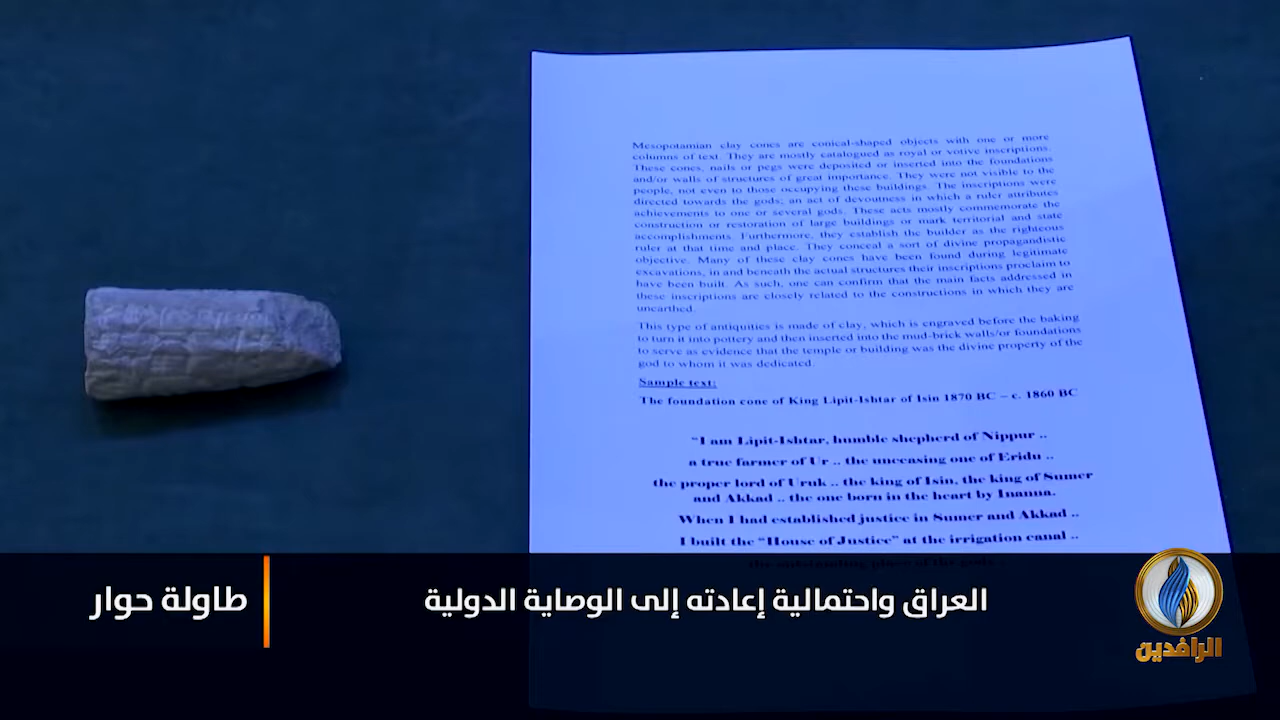 Mesopotamian clay cones are conical-shaped objects with one or more
columns of text. They are mostly catalogued as royal or votive inscriptions.
These cones, nails or pegs were deposited or inserted into the foundations
and/or walls of structures of great importance. They were not visible to the
people, not even to those occupying these buildings. The inscriptions were
directed towards the gods; an act of devoutness in which a ruler attributes
achievements to one or several gods. These acts mostly commemorate the
construction or restoration of large buildings or mark territorial and state
accomplishments. Furthermore, they establish the builder as the righteous
ruler at that time and place. They conceal a sort of divine propagandistic
objective. Many of these clay cones have been found during legitimate
excavations, in and beneath the actual structures their inscriptions proclaim to
have been built. As such, one can confirm that the main facts addressed in
these inscriptions are closely related to the constructions in which they are
unearthed.
This type of antiquities is made of clay, which is engraved before the baking
to turn it into pottery and then inserted into the mud-brick walls/or foundations
to serve as evidence that the temple or building was the divine property of the
god to whom it was dedicated.
Sample text:
The foundation cone of King Lipit-Ishtar of Isin 1870 BC – c. 1860 BC
"I am Lipit-Ishtar, humble shepherd of Nippur ..
a true farmer of Ur .. the unceasing one of Eridu ..
the proper lord of Uruk .. the king of Isin, the king of Sumer
and Akkad .. the one born in the heart by Inanna.
When I had established justice in Sumer and Akkad ..
I built the "House of Justice" at the irrigation canal ..
the outstanding place of the gods ..
العراق واحتمالية إعادته إلى الوصاية الدولية
طاولة حوار
الرافدين